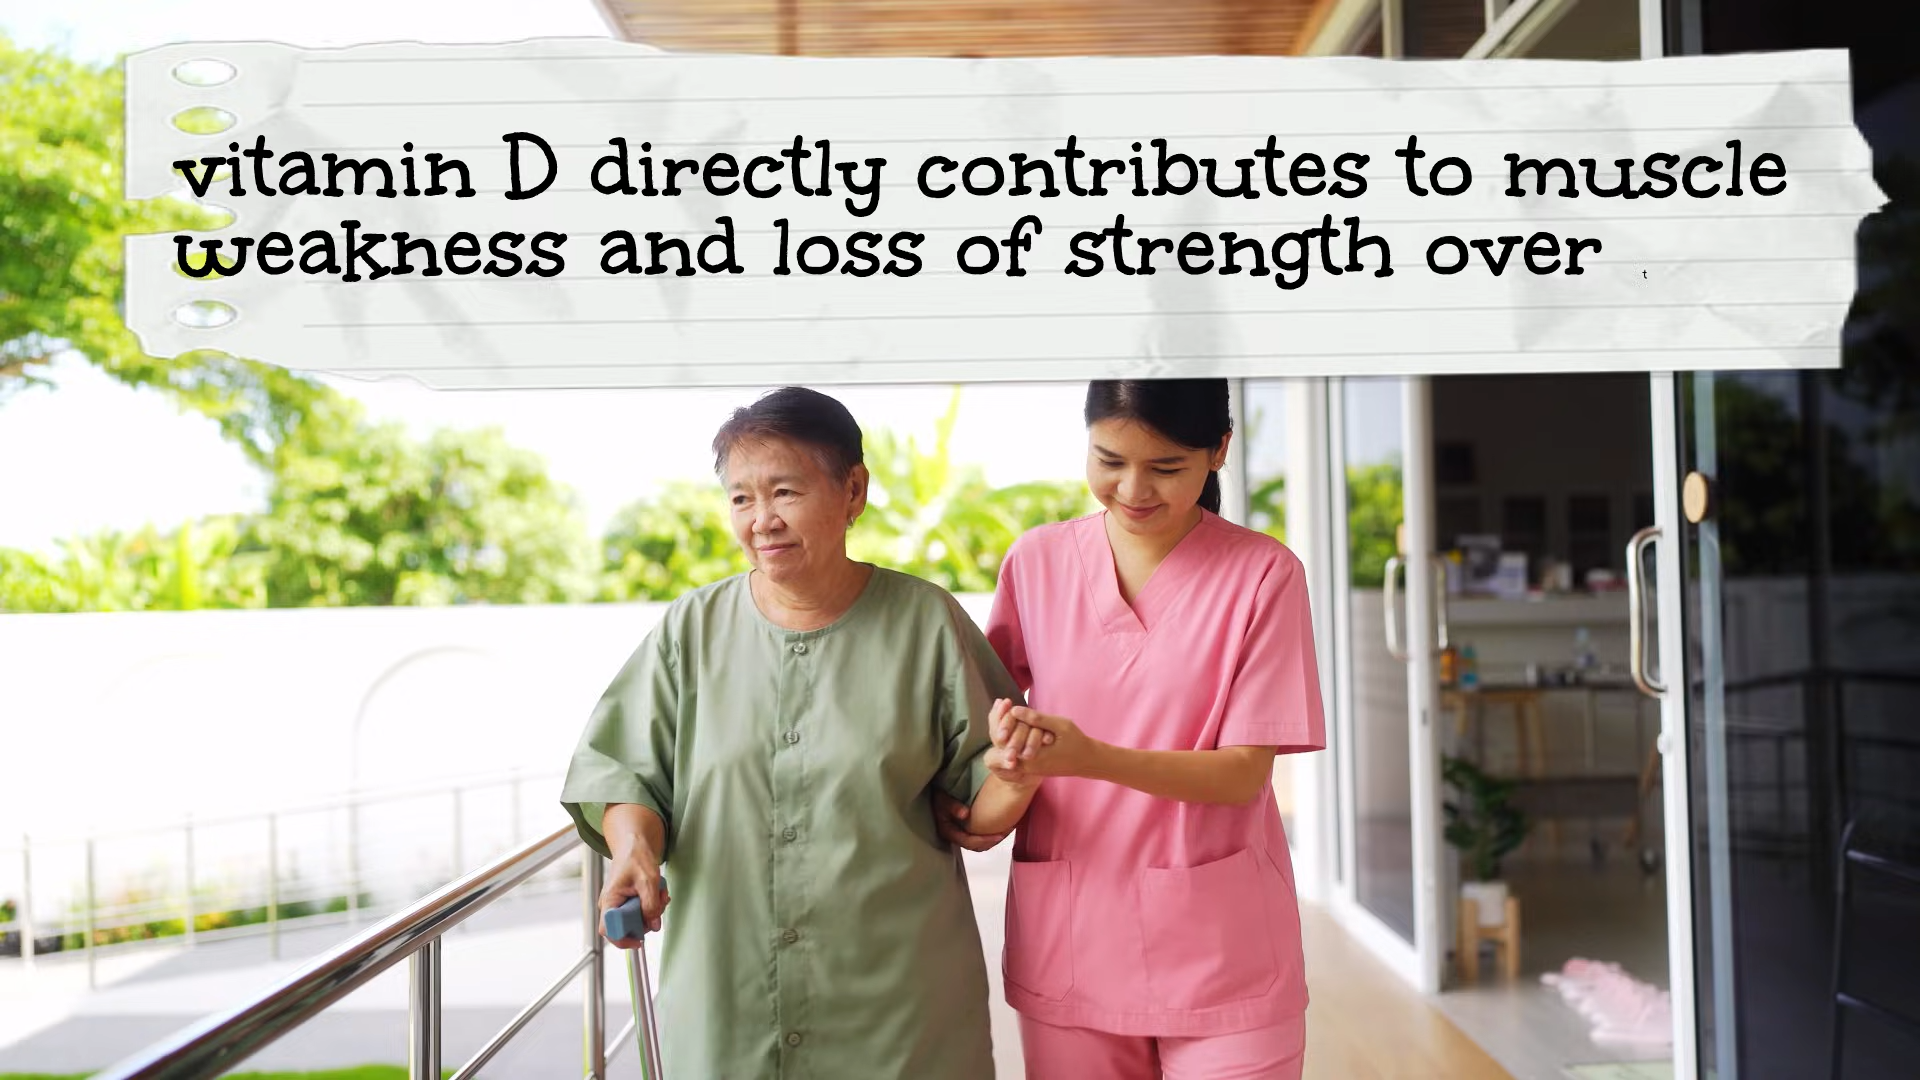 vitamin D directly contributes to muscle
weakness and loss of strength over t